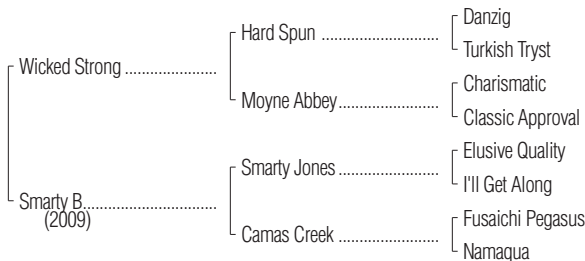 Danzig
Hard Spun ..............................
Turkish Tryst
Wicked Strong .......................
Charismatic
Moyne Abbey.........................
Classic Approval
Elusive Quality
Smarty Jones ..........................
I'll Get Along
Smarty B.................................
(2009)
Fusaichi Pegasus
Camas Creek .........................
Namaqua